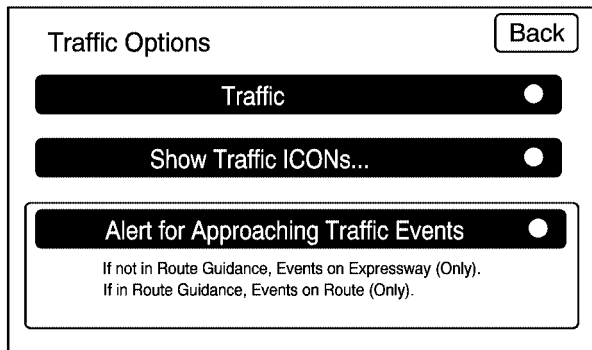 Traffic Options
Back
Traffic
Show Traffic ICONs...
Alert for Approaching Traffic Events
If not in Route Guidance, Events on Expressway (Only).
If in Route Guidance, Events on Route (Only).